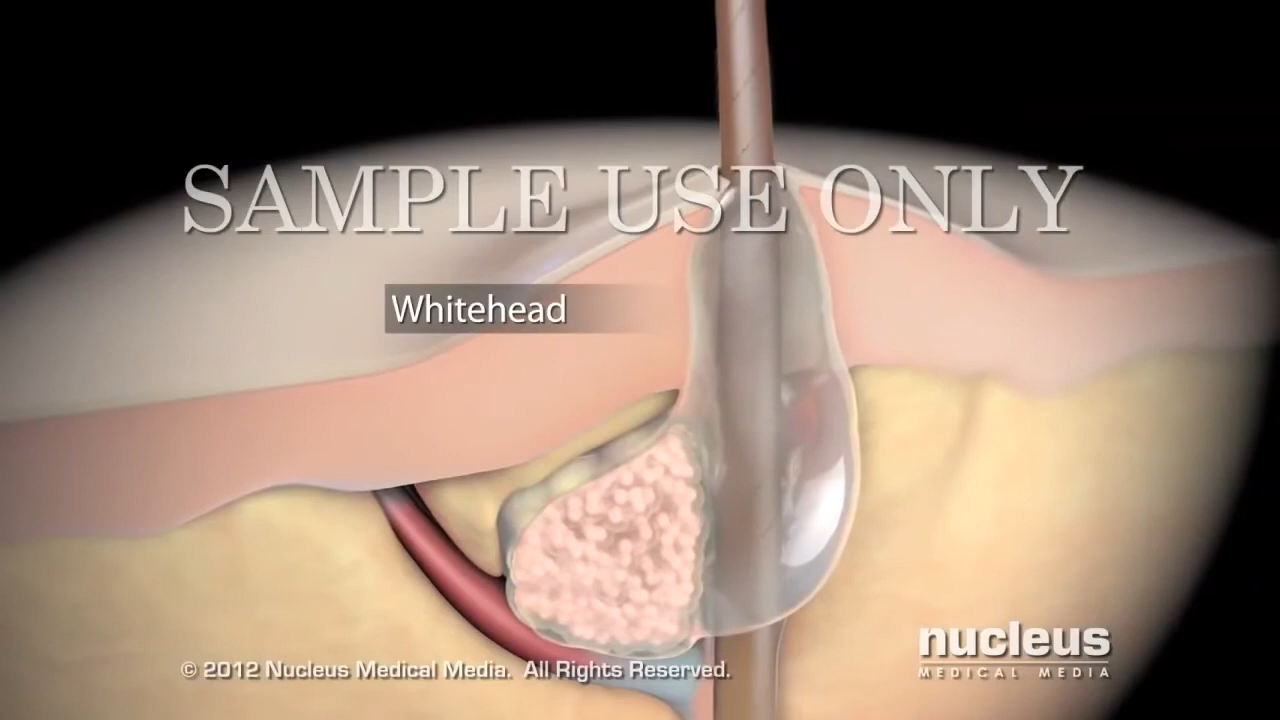 SAMPLE USE ONLY
Whitehead
nucleus
MEDICAL MEDIA
© 2012 Nucleus Medical Media. All Rights Reserved.